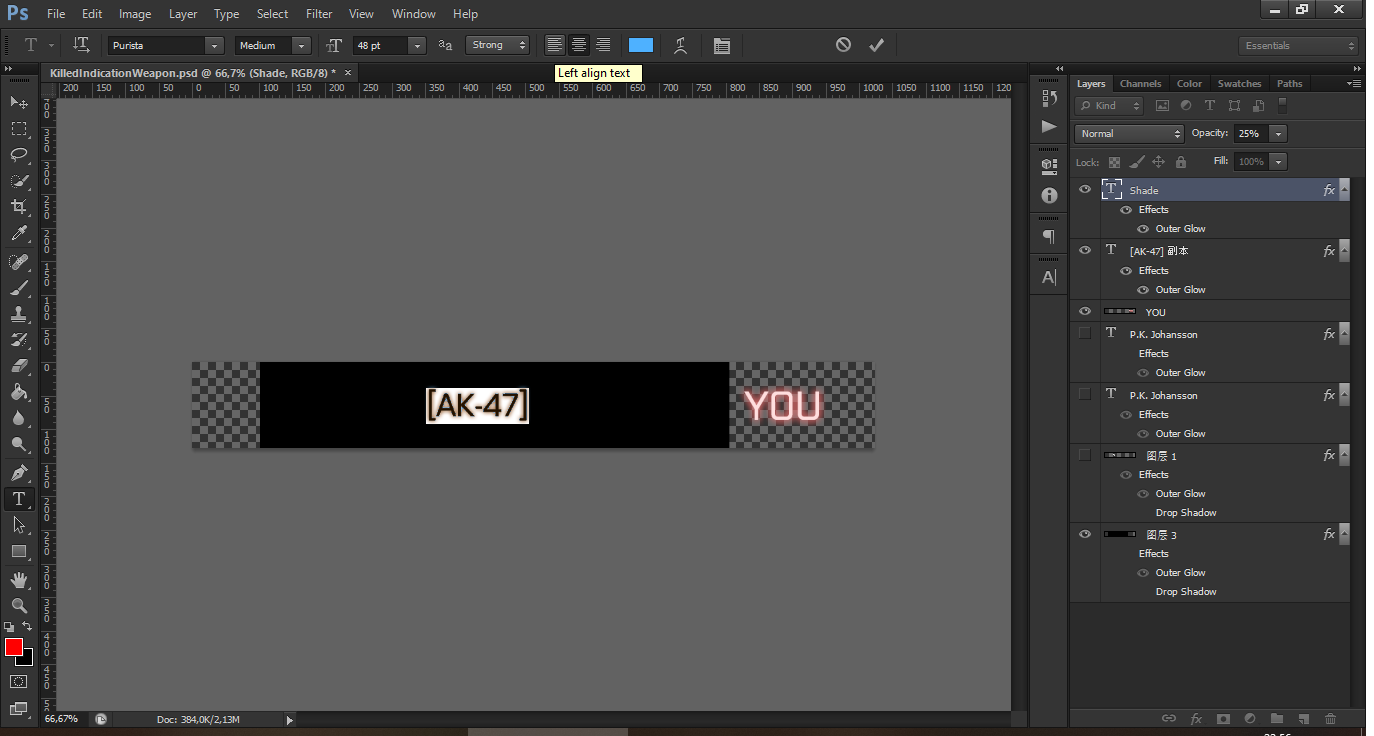 Ps File Edit Image Layer Type Select Filter View Window Help
T Purista Medium 48 pt Strong Essentials
Left align text
KilledIndicationWeapon.psd @ 66,7% (Shade, RGB/8) * ×
200 150 100 50 0 50 100 150 200 250 300 350 400 450 500 550 600 650 700 750 800 850 900 950 1000 1050 1100 1150 120
Layers Channels Color Swatches Paths
Kind
Normal Opacity: 25%
Lock: Fill: 100%
T Shade fx
Effects
Outer Glow
T [AK-47] 副本 fx
Effects
Outer Glow
YOU
T P.K. Johansson fx
Effects
Outer Glow
T P.K. Johansson fx
Effects
Outer Glow
图层 1 fx
Effects
Outer Glow
Drop Shadow
图层 3 fx
Effects
Outer Glow
Drop Shadow
[AK-47]
YOU
66,67% Doc: 384,0K/2,13M